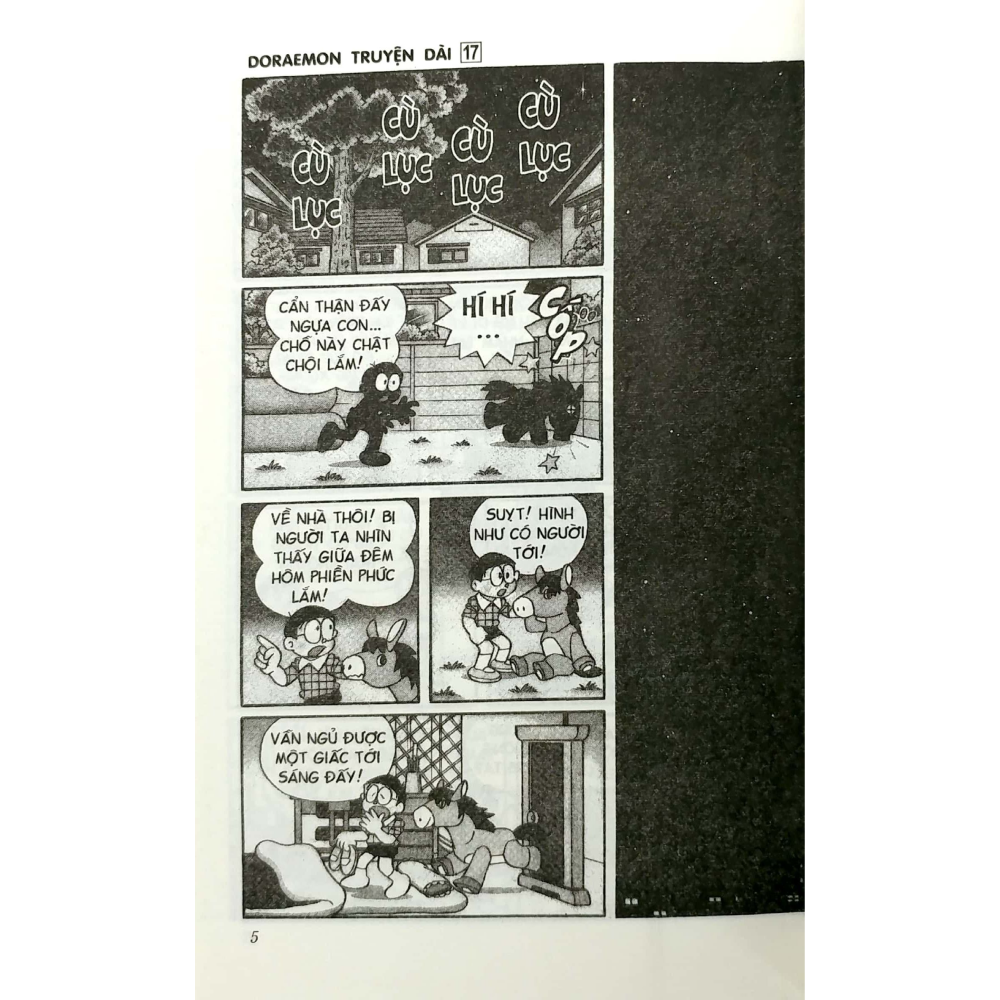 DORAEMON TRUYỆN DÀI 17
CÙ
LỤC
CÙ
LỤC
CÙ
LỤC
CÙ
LỤC
CẨN THẬN ĐẤY
NGỰA CON...
CHỖ NÀY CHẬT
CHỘI LẮM!
HÍ HÍ
...
CỐP
VỀ NHÀ THÔI! BỊ
NGƯỜI TA NHÌN
THẤY GIỮA ĐÊM
HÔM PHIỀN PHỨC
LẮM!
SUỴT! HÌNH
NHƯ CÓ NGƯỜI
TỚI!
VẪN NGỦ ĐƯỢC
MỘT GIẤC TỚI
SÁNG ĐẤY!
5